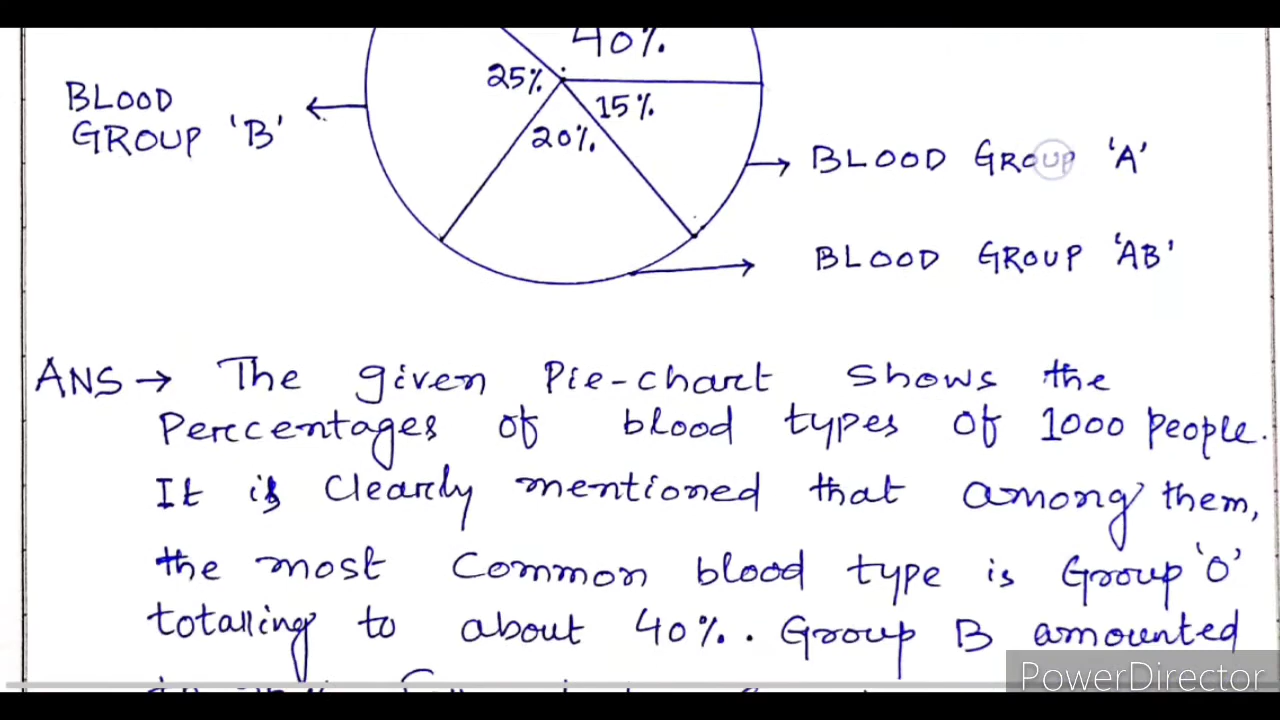 40%.
25%
15%
20%.
BLOOD
GROUP 'B'
BLOOD GROUP 'A'
BLOOD GROUP 'AB'
ANS → The given Pie-chart shows the
Perccentages of blood types of 1000 people.
It is clearly mentioned that among them,
the most common blood type is Group 'O'
totalling to about 40%. Group B amounted
PowerDirector